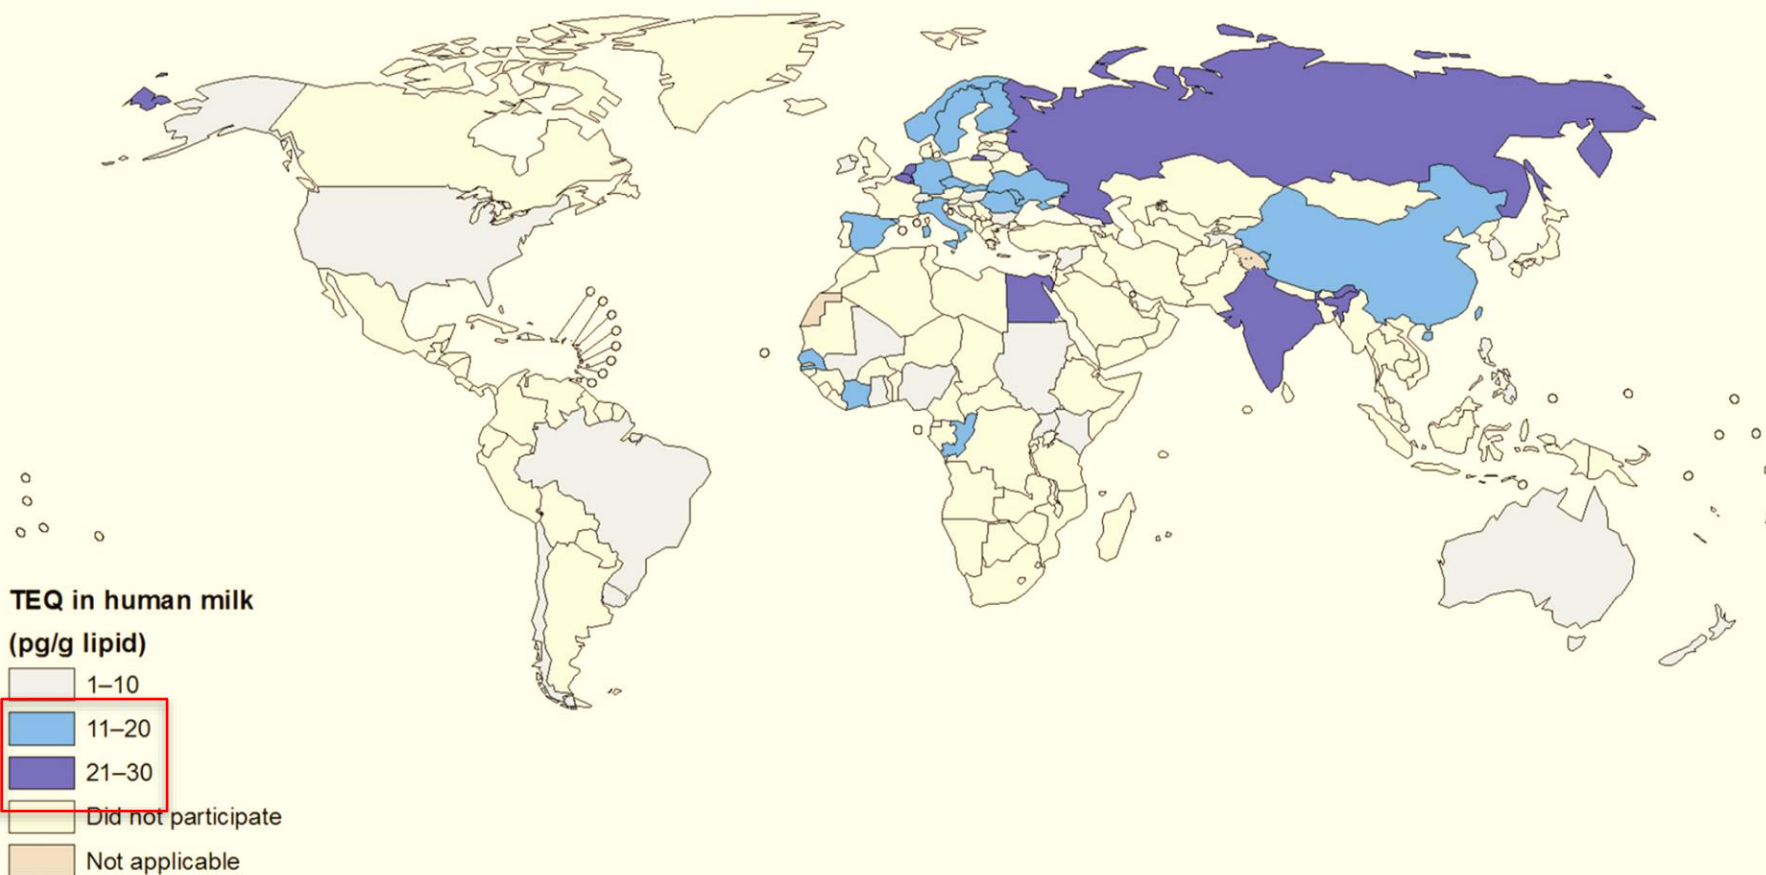 TEQ in human milk
(pg/g lipid)
1–10
11–20
21–30
Did not participate
Not applicable